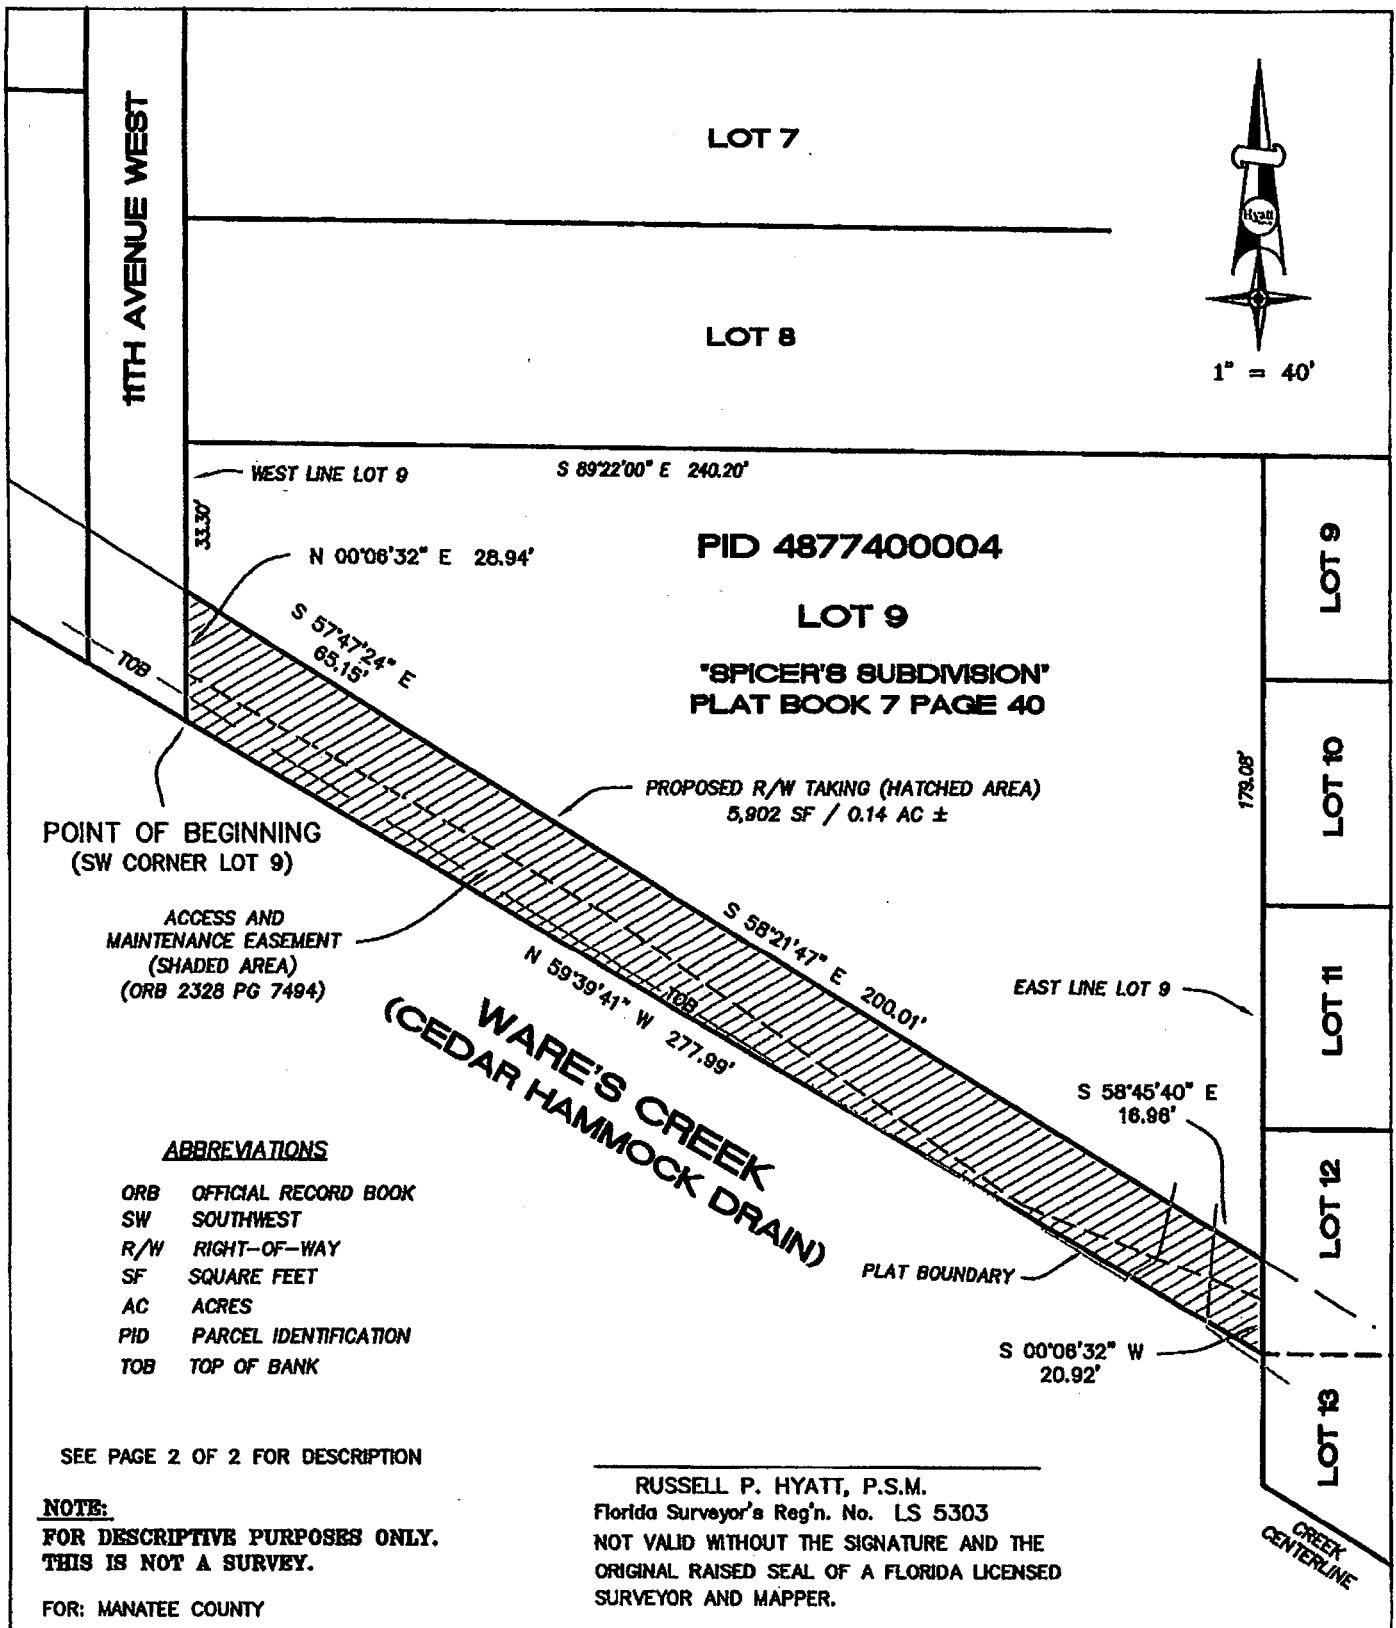 LOT 7
11TH AVENUE WEST
Hyatt
LOT 8
1" = 40'
WEST LINE LOT 9
S 89°22'00" E 240.20'
33.30'
N 00°06'32" E 28.94'
PID 4877400004
LOT 9
LOT 9
S 57°47'24" E
65.15'
"SPICER'S SUBDIVISION"
PLAT BOOK 7 PAGE 40
TOB
LOT 10
179.08'
PROPOSED R/W TAKING (HATCHED AREA)
5,902 SF / 0.14 AC ±
POINT OF BEGINNING
(SW CORNER LOT 9)
ACCESS AND
MAINTENANCE EASEMENT
(SHADED AREA)
(ORB 2328 PG 7494)
S 58°21'47" E 200.01'
N 59°39'41" W 277.99'
TOB
EAST LINE LOT 9
LOT 11
WARE'S CREEK
(CEDAR HAMMOCK DRAIN)
S 58°45'40" E
16.96'
LOT 12
ABBREVIATIONS
ORB OFFICIAL RECORD BOOK
SW SOUTHWEST
R/W RIGHT-OF-WAY
SF SQUARE FEET
AC ACRES
PID PARCEL IDENTIFICATION
TOB TOP OF BANK
PLAT BOUNDARY
S 00°06'32" W
20.92'
LOT 13
SEE PAGE 2 OF 2 FOR DESCRIPTION
NOTE:
FOR DESCRIPTIVE PURPOSES ONLY.
THIS IS NOT A SURVEY.
FOR: MANATEE COUNTY
RUSSELL P. HYATT, P.S.M.
Florida Surveyor's Reg'n. No. LS 5303
NOT VALID WITHOUT THE SIGNATURE AND THE
ORIGINAL RAISED SEAL OF A FLORIDA LICENSED
SURVEYOR AND MAPPER.
CREEK
CENTERLINE